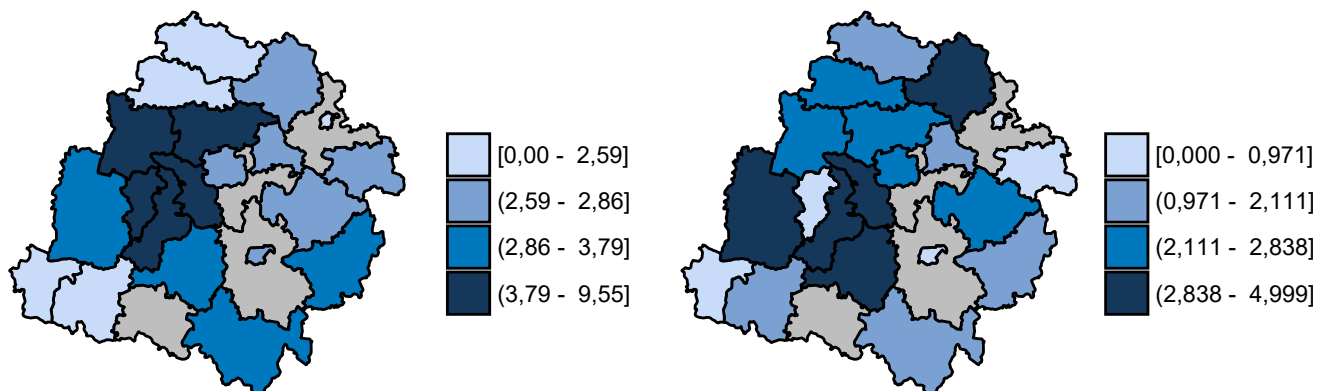 [0,00 - 2,59]
(2,59 - 2,86]
(2,86 - 3,79]
(3,79 - 9,55]
[0,000 - 0,971]
(0,971 - 2,111]
(2,111 - 2,838]
(2,838 - 4,999]